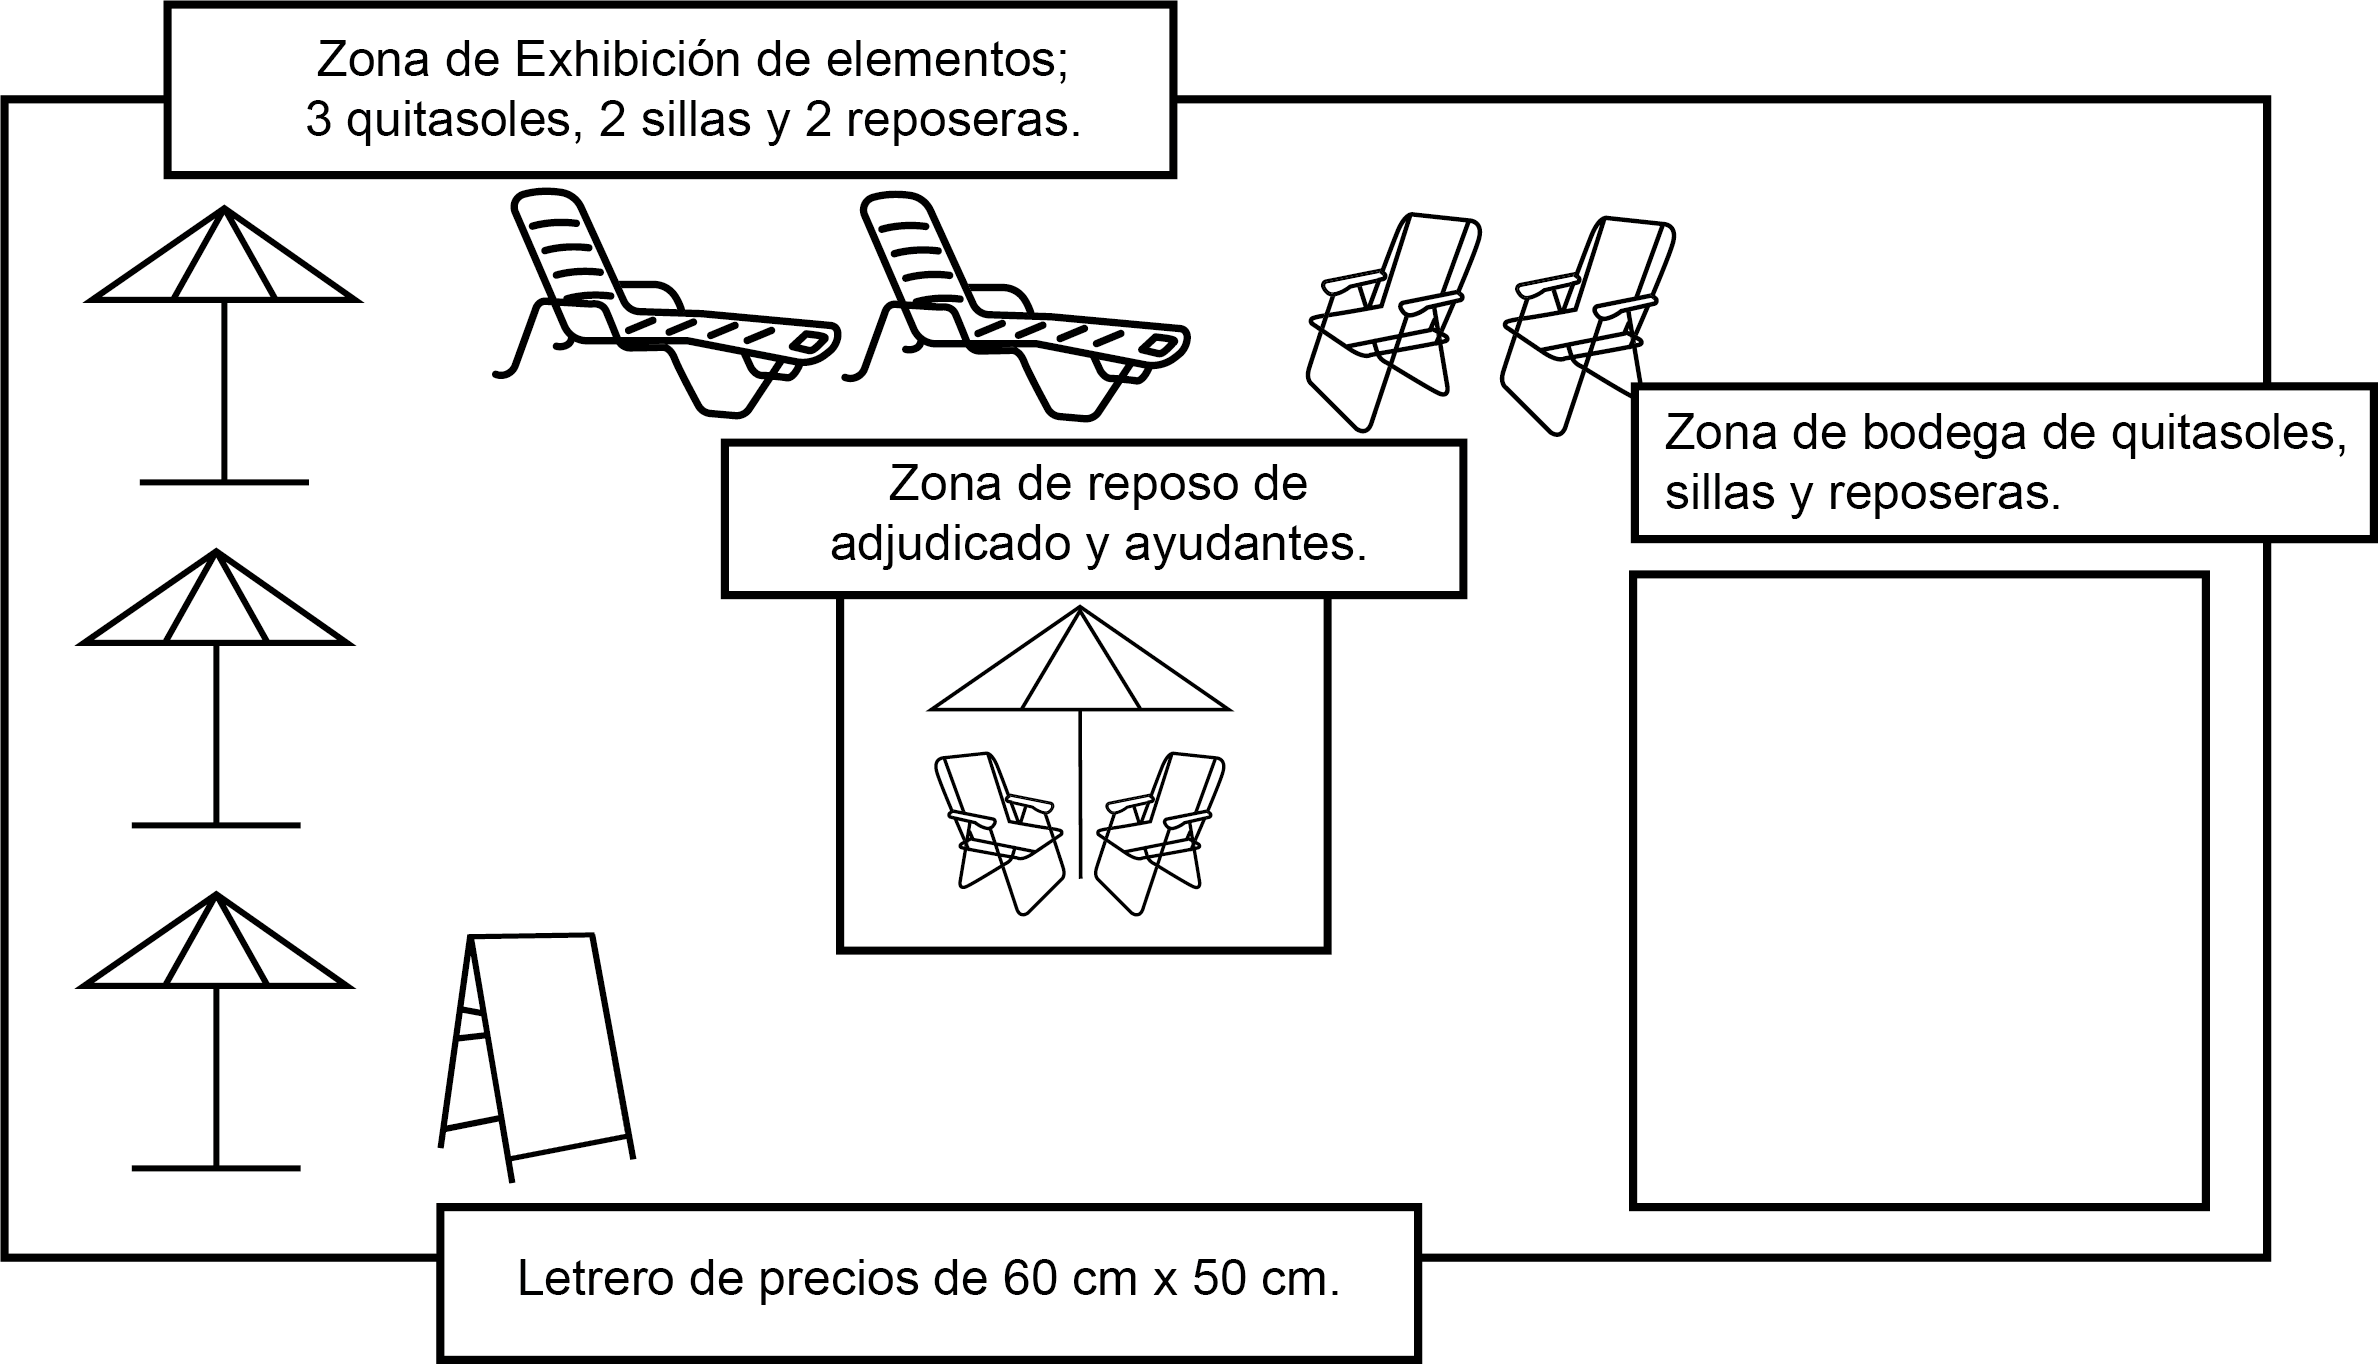 Zona de Exhibición de elementos;
3 quitasoles, 2 sillas y 2 reposeras.
Zona de bodega de quitasoles,
sillas y reposeras.
Zona de reposo de
adjudicado y ayudantes.
Letrero de precios de 60 cm x 50 cm.